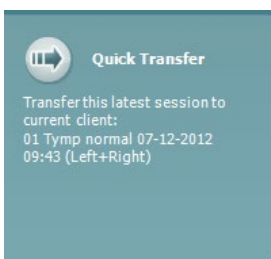 Quick Transfer
Transfer this latest session to
current client:
01 Tymp normal 07-12-2012
09:43 (Left+Right)